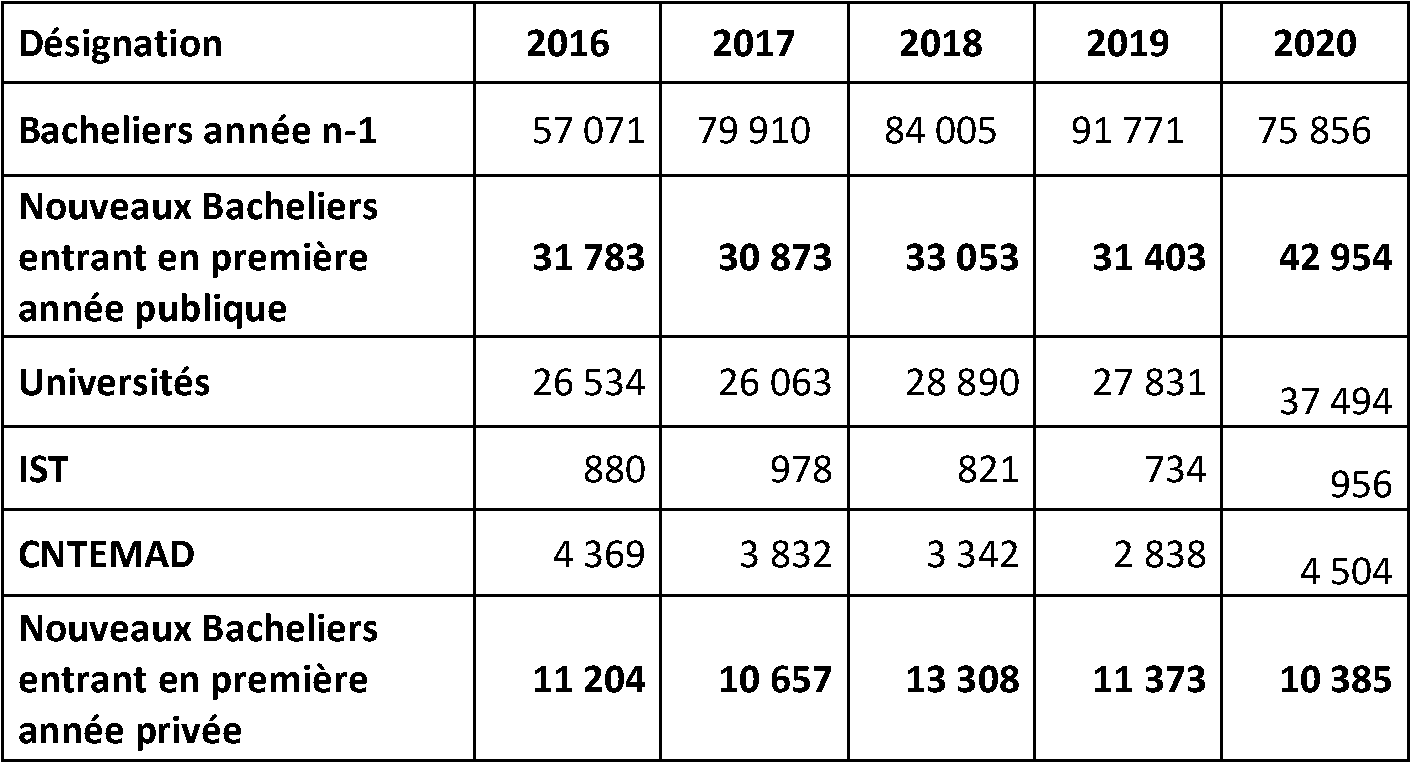 Désignation 2016 2017 2018 2019 2020
Bacheliers année n-1 57 071 79 910 84 005 91 771 75 856
Nouveaux Bacheliers
entrant en première 31 783 30 873 33 053 31 403 42 954
année publique
Universités 26 534 26 063 28 890 27 831 37 494
IST 880 978 821 734 956
CNTEMAD 4 369 3 832 3 342 2 838 4 504
Nouveaux Bacheliers
entrant en première 11 204 10 657 13 308 11 373 10 385
année privée